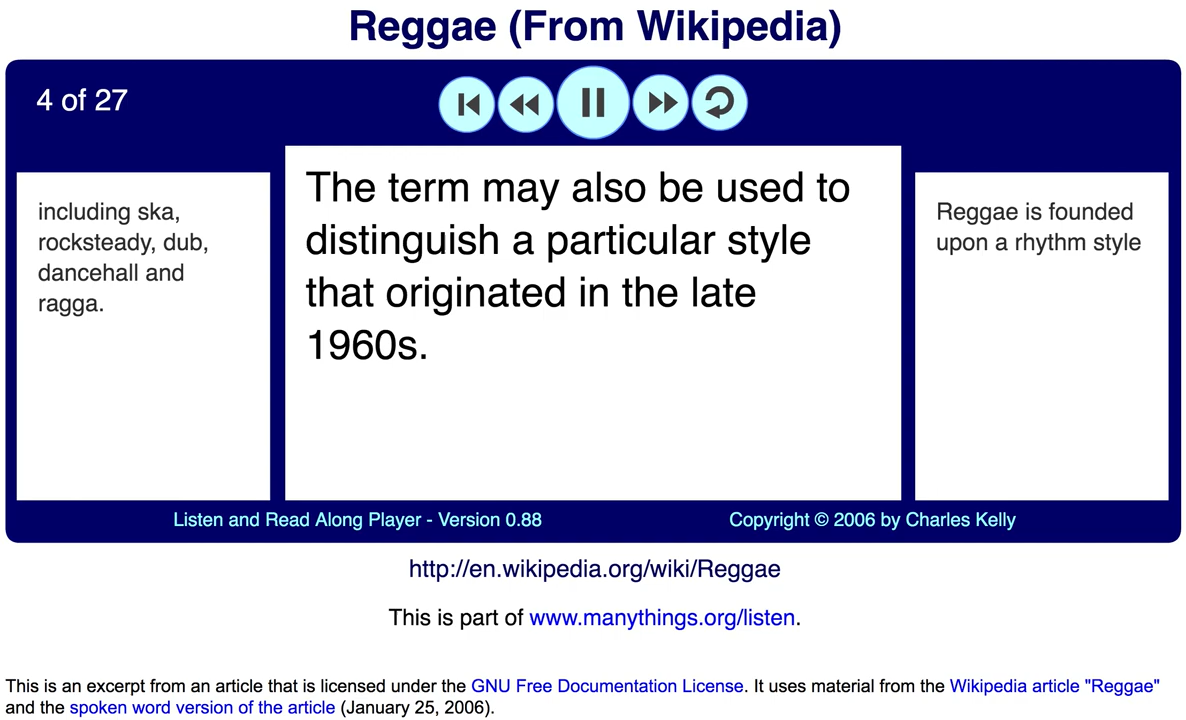 Reggae (From Wikipedia)
4 of 27
including ska,
rocksteady, dub,
dancehall and
ragga.
The term may also be used to
distinguish a particular style
that originated in the late
1960s.
Reggae is founded
upon a rhythm style
Listen and Read Along Player - Version 0.88
Copyright © 2006 by Charles Kelly
http://en.wikipedia.org/wiki/Reggae
This is part of www.manythings.org/listen.
This is an excerpt from an article that is licensed under the GNU Free Documentation License. It uses material from the Wikipedia article "Reggae"
and the spoken word version of the article (January 25, 2006).